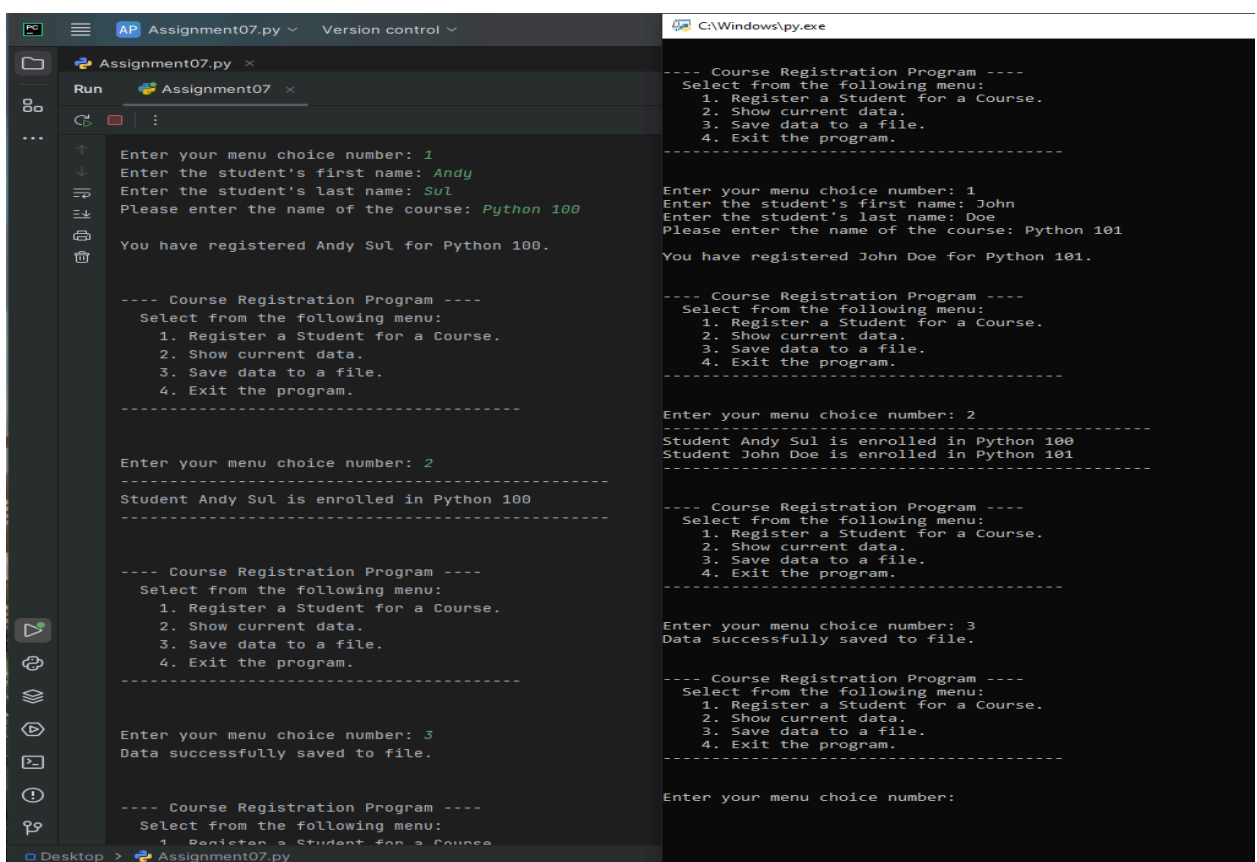 PC
AP Assignment07.py Version control
Assignment07.py ×
Run Assignment07 ×
Enter your menu choice number: 1
Enter the student's first name: Andy
Enter the student's last name: Sul
Please enter the name of the course: Python 100
You have registered Andy Sul for Python 100.
---- Course Registration Program ----
Select from the following menu:
1. Register a Student for a Course.
2. Show current data.
3. Save data to a file.
4. Exit the program.
-----------------------------------------
Enter your menu choice number: 2
--------------------------------------------------
Student Andy Sul is enrolled in Python 100
--------------------------------------------------
---- Course Registration Program ----
Select from the following menu:
1. Register a Student for a Course.
2. Show current data.
3. Save data to a file.
4. Exit the program.
-----------------------------------------
Enter your menu choice number: 3
Data successfully saved to file.
---- Course Registration Program ----
Select from the following menu:
1. Register a Student for a Course
Desktop > Assignment07.py
C:\Windows\py.exe
---- Course Registration Program ----
Select from the following menu:
1. Register a Student for a Course.
2. Show current data.
3. Save data to a file.
4. Exit the program.
-----------------------------------------
Enter your menu choice number: 1
Enter the student's first name: John
Enter the student's last name: Doe
Please enter the name of the course: Python 101
You have registered John Doe for Python 101.
---- Course Registration Program ----
Select from the following menu:
1. Register a Student for a Course.
2. Show current data.
3. Save data to a file.
4. Exit the program.
-----------------------------------------
Enter your menu choice number: 2
--------------------------------------------------
Student Andy Sul is enrolled in Python 100
Student John Doe is enrolled in Python 101
--------------------------------------------------
---- Course Registration Program ----
Select from the following menu:
1. Register a Student for a Course.
2. Show current data.
3. Save data to a file.
4. Exit the program.
-----------------------------------------
Enter your menu choice number: 3
Data successfully saved to file.
---- Course Registration Program ----
Select from the following menu:
1. Register a Student for a Course.
2. Show current data.
3. Save data to a file.
4. Exit the program.
-----------------------------------------
Enter your menu choice number: